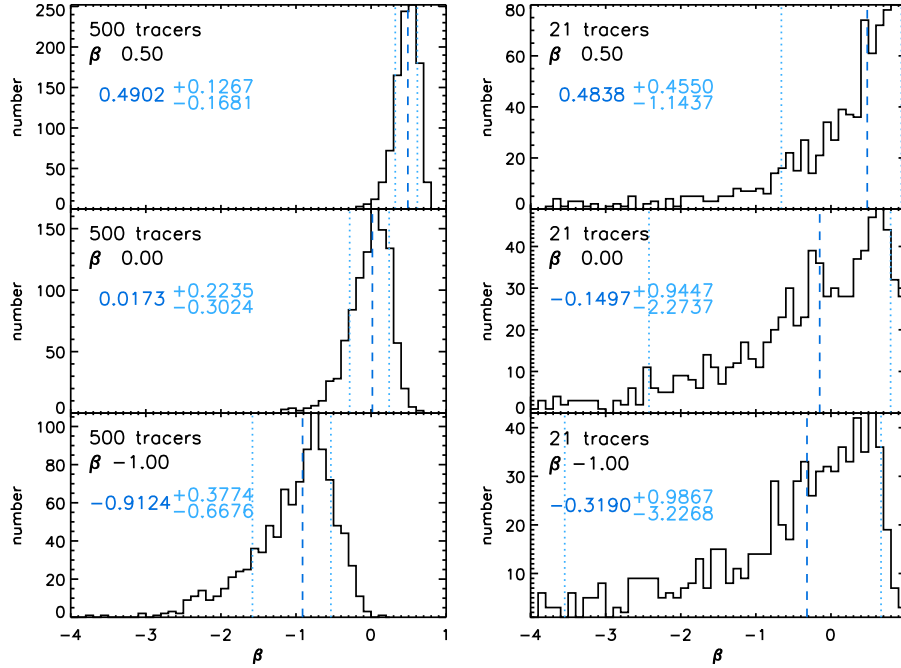 500 tracers
β 0.50
0.4902 +0.1267
−0.1681
number
250
200
150
100
50
0
21 tracers
β 0.50
0.4838 +0.4550
−1.1437
number
80
60
40
20
0
500 tracers
β 0.00
0.0173 +0.2235
−0.3024
number
150
100
50
0
21 tracers
β 0.00
−0.1497 +0.9447
−2.2737
number
40
30
20
10
0
500 tracers
β −1.00
−0.9124 +0.3774
−0.6676
number
100
80
60
40
20
0
21 tracers
β −1.00
−0.3190 +0.9867
−3.2268
number
40
30
20
10
−4 −3 −2 −1 0 1
β
−4 −3 −2 −1 0
β